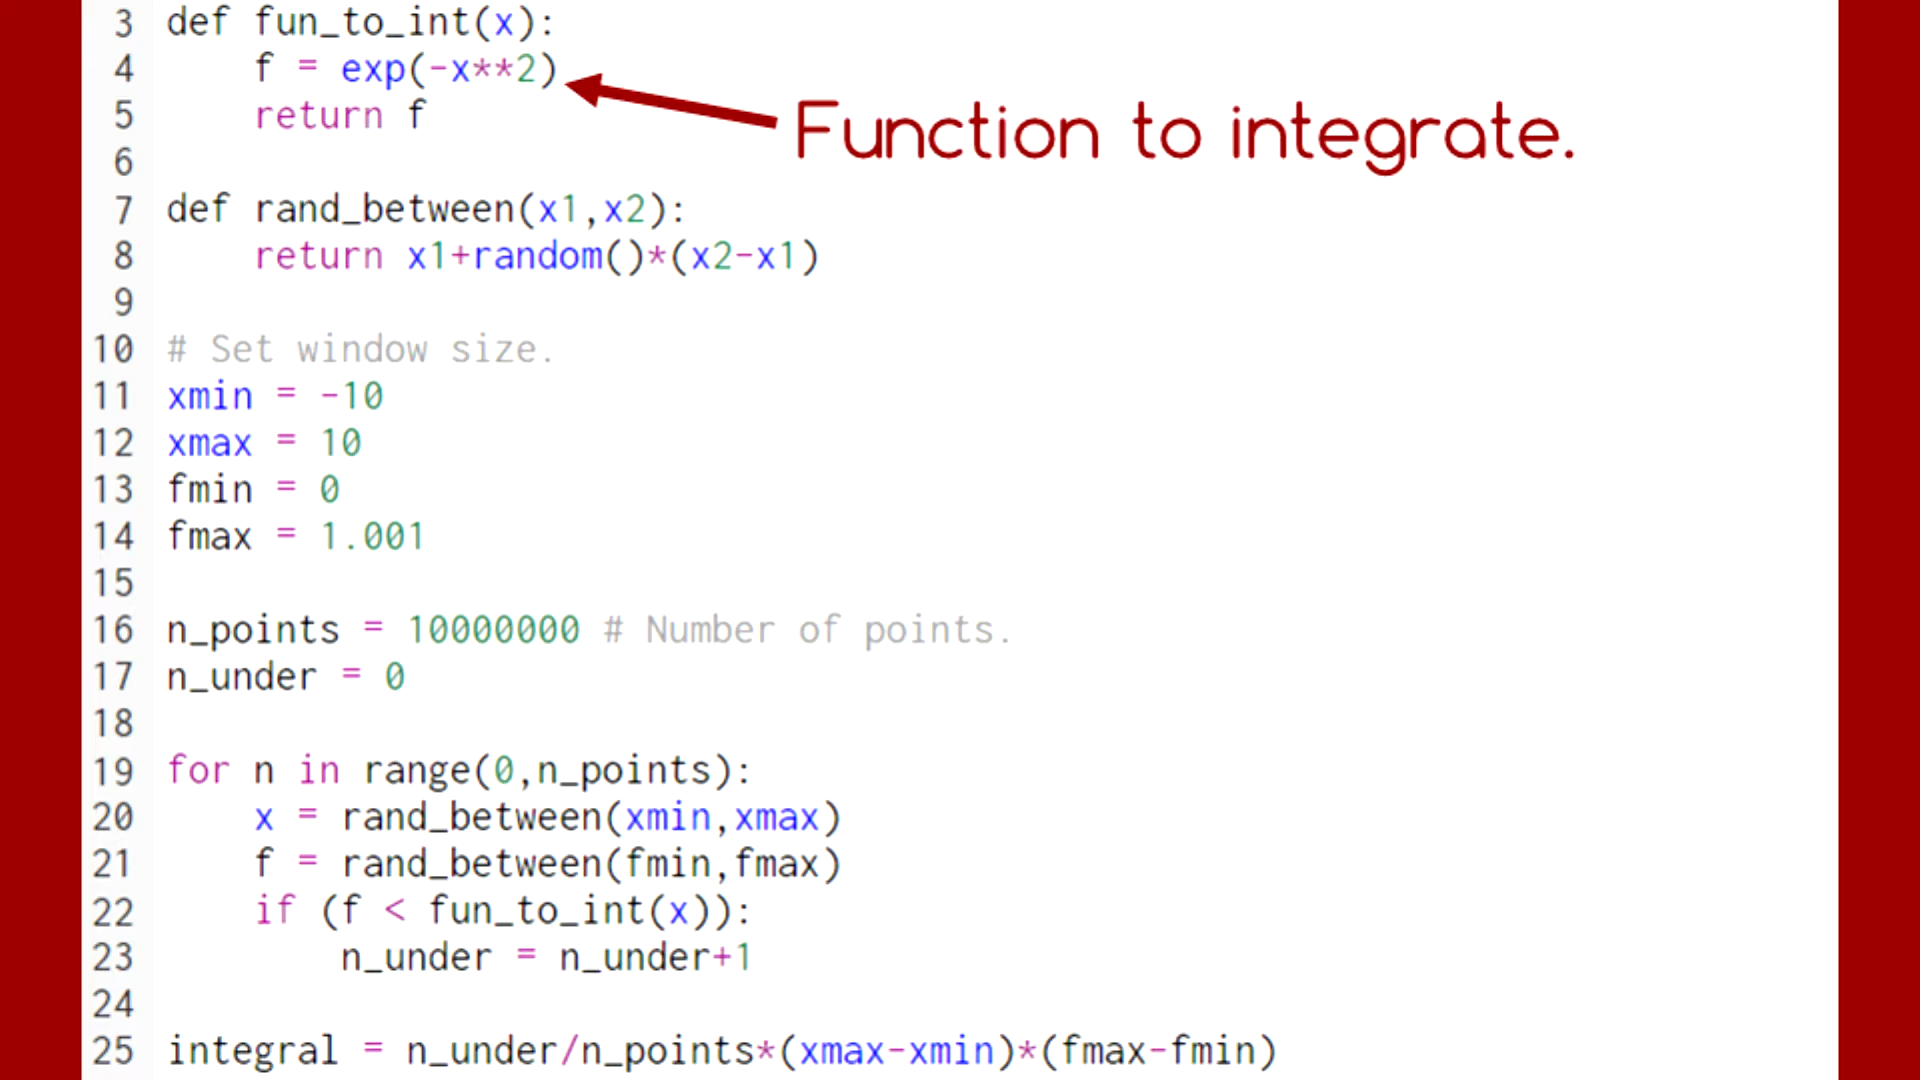 3 def fun_to_int(x):
4     f = exp(-x**2)
5     return f
Function to integrate.
6
7 def rand_between(x1,x2):
8     return x1+random()*(x2-x1)
9
10 # Set window size.
11 xmin = -10
12 xmax = 10
13 fmin = 0
14 fmax = 1.001
15
16 n_points = 10000000 # Number of points.
17 n_under = 0
18
19 for n in range(0,n_points):
20     x = rand_between(xmin,xmax)
21     f = rand_between(fmin,fmax)
22     if (f < fun_to_int(x)):
23         n_under = n_under+1
24
25 integral = n_under/n_points*(xmax-xmin)*(fmax-fmin)